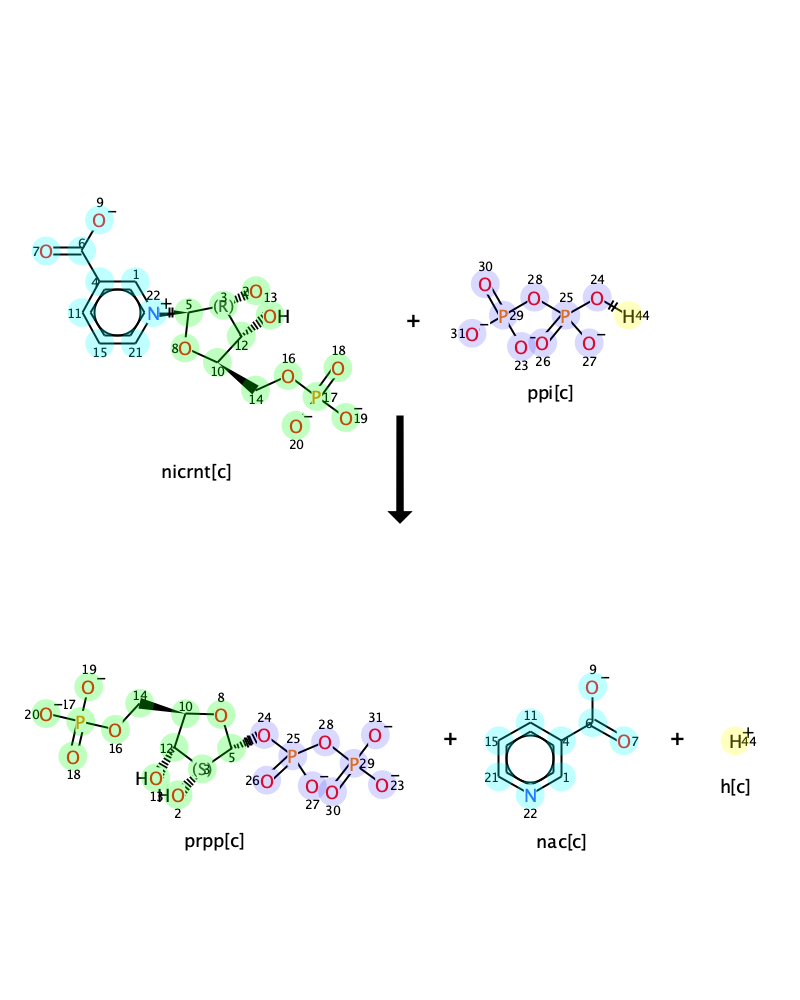 9
O−
7 O
6
4
1
22
+
N
11
15
21
5
3
(R)
O
13
OH
8 O
12
10
14
16
O
18
O
P 17
O− 19
O−
20
nicrnt[c]
+
30
O
28
O
24
O
P 29
25
P
H 44
31 O−
O−
23
O
26
O−
27
ppi[c]
19
O−
20 O−
17
P
14
10
8
O
O
16
O
18
12
HO
(S)
5
HO
2
24
O
25
P
28
O
31
O−
P 29
26 O
O−
27
O
30
O− 23
prpp[c]
+
9
O−
6
O 7
11
15
4
21
1
N
22
nac[c]
+
H+
44
h[c]